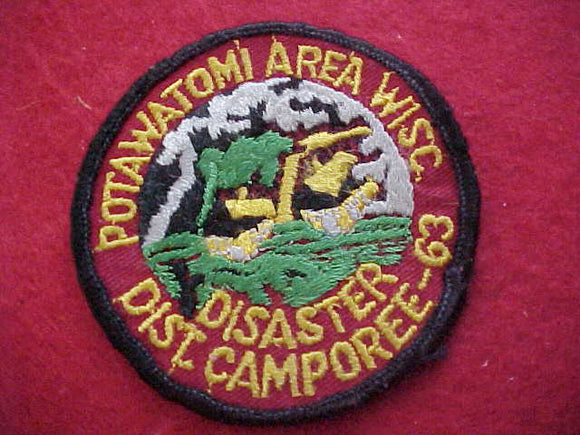 POTAWATOMI AREA WISC.
DISASTER
DIST. CAMPOREE-63